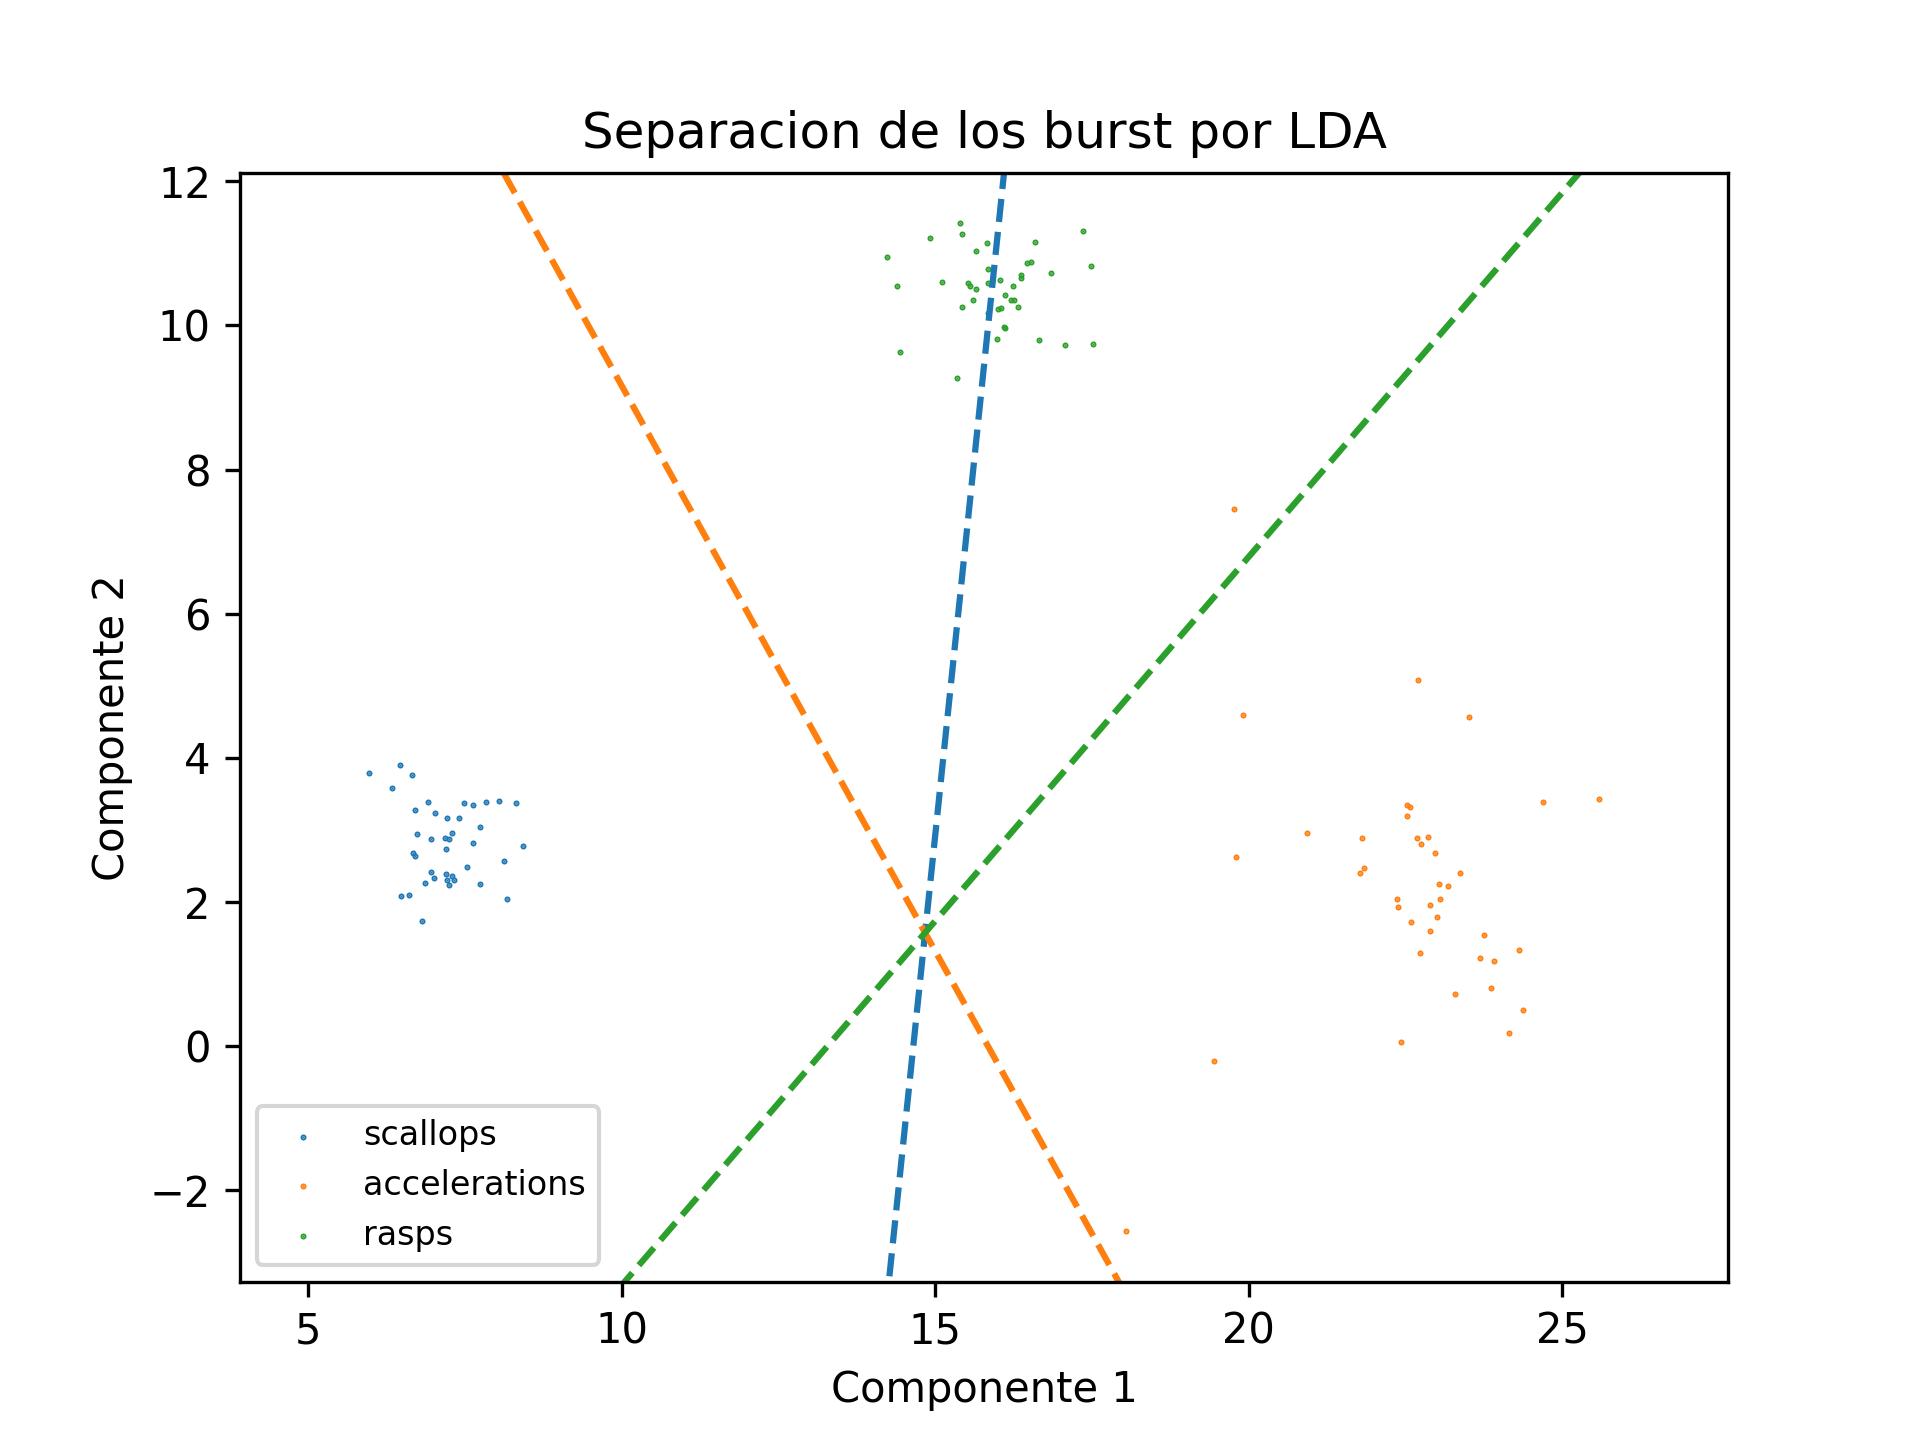 Separacion de los burst por LDA
12
10
8
6
4
2
0
−2
Componente 2
scallops
accelerations
rasps
5 10 15 20 25
Componente 1